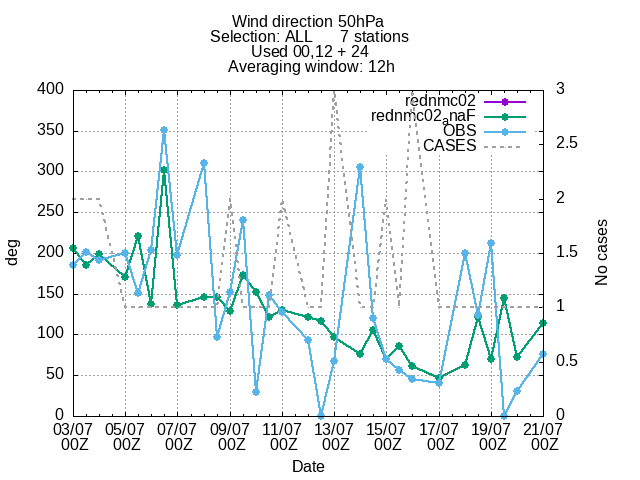 Wind direction 50hPa
Selection: ALL 7 stations
Used 00,12 + 24
Averaging window: 12h
rednmc02
rednmc02_anaF
OBS
CASES
400
350
300
250
200
150
100
50
0
deg
3
2.5
2
1.5
1
0.5
0
No cases
03/07 05/07 07/07 09/07 11/07 13/07 15/07 17/07 19/07 21/07
00Z 00Z 00Z 00Z 00Z 00Z 00Z 00Z 00Z 00Z
Date